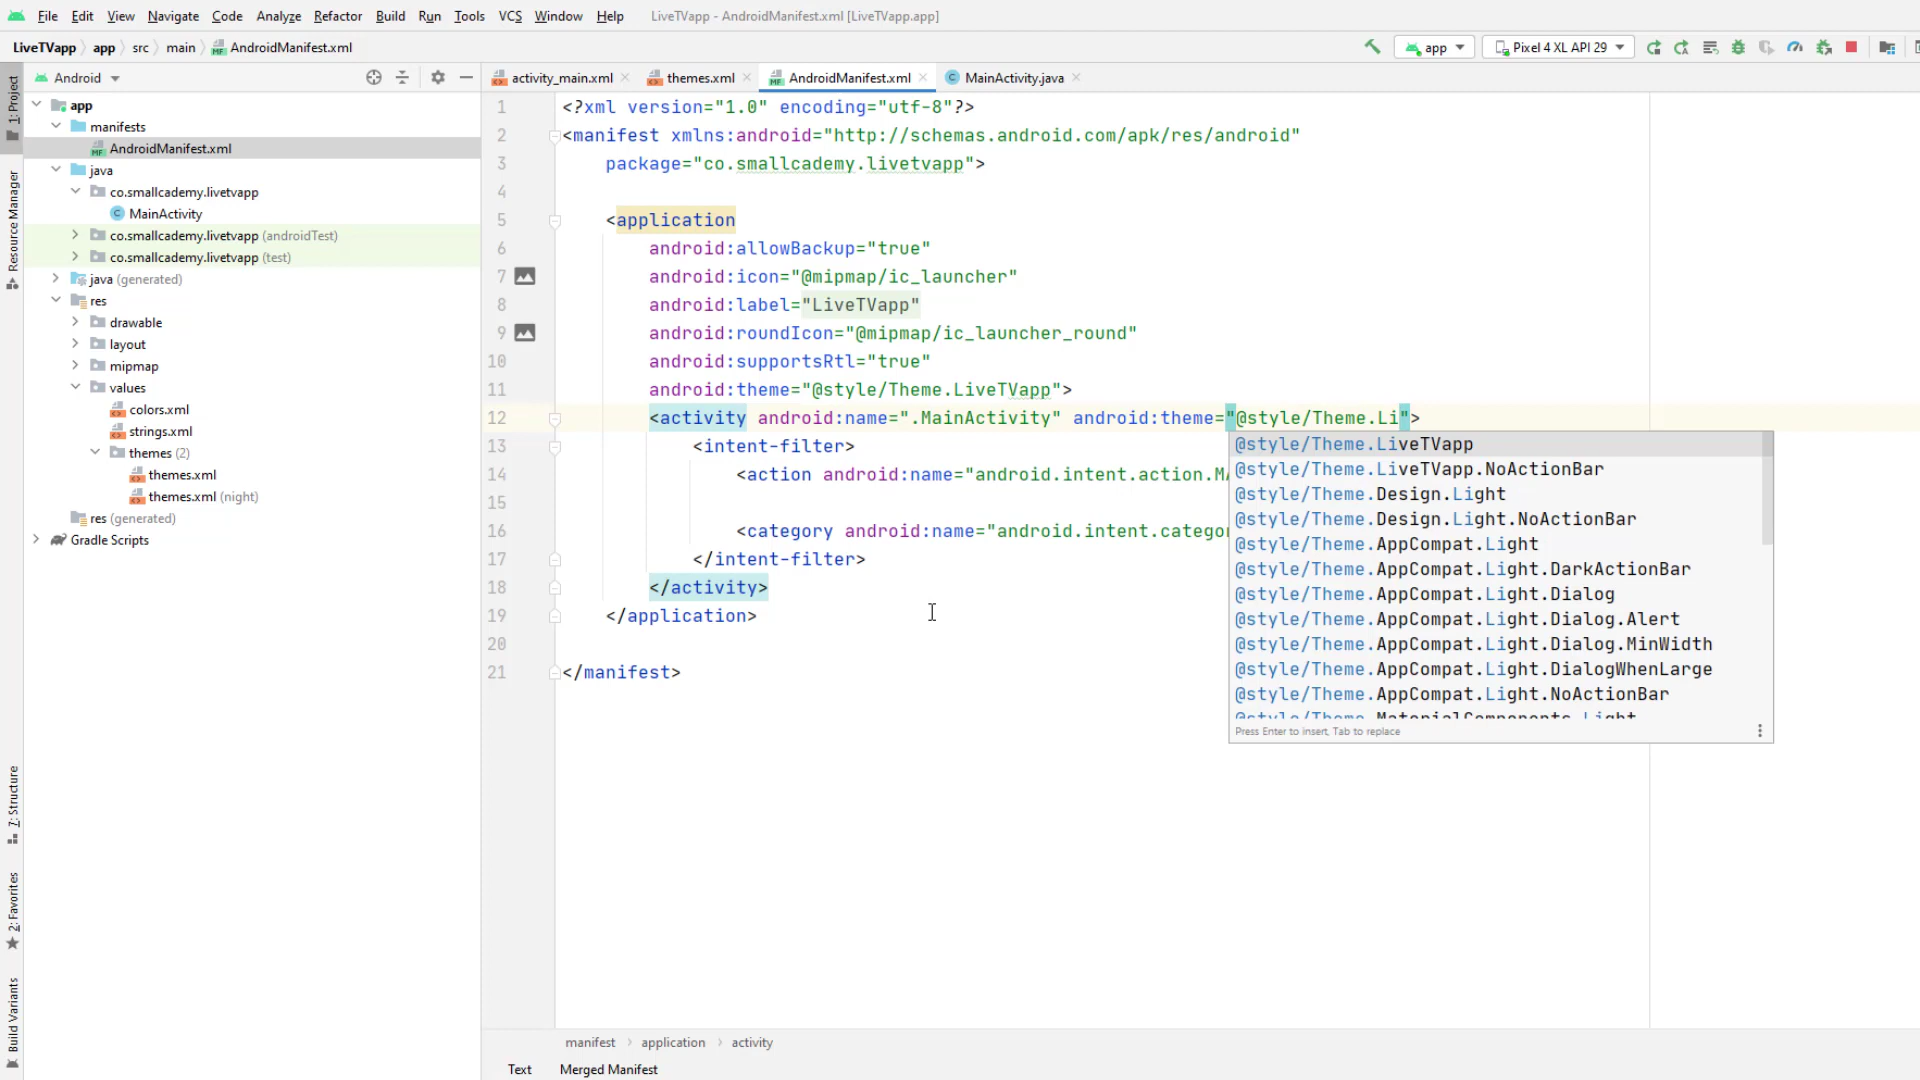 File Edit View Navigate Code Analyze Refactor Build Run Tools VCS Window Help LiveTVapp - AndroidManifest.xml [LiveTVapp.app]
LiveTVapp app src main AndroidManifest.xml app Pixel 4 XL API 29
Android activity_main.xml themes.xml AndroidManifest.xml MainActivity.java
1: Project
Resource Manager
7: Structure
2: Favorites
Build Variants
app
manifests
AndroidManifest.xml
java
co.smallcademy.livetvapp
MainActivity
co.smallcademy.livetvapp (androidTest)
co.smallcademy.livetvapp (test)
java (generated)
res
drawable
layout
mipmap
values
colors.xml
strings.xml
themes (2)
themes.xml
themes.xml (night)
res (generated)
Gradle Scripts
1 <?xml version="1.0" encoding="utf-8"?>
2 <manifest xmlns:android="http://schemas.android.com/apk/res/android"
3 package="co.smallcademy.livetvapp">
4
5 <application
6 android:allowBackup="true"
7 android:icon="@mipmap/ic_launcher"
8 android:label="LiveTVapp"
9 android:roundIcon="@mipmap/ic_launcher_round"
10 android:supportsRtl="true"
11 android:theme="@style/Theme.LiveTVapp">
12 <activity android:name=".MainActivity" android:theme="@style/Theme.Li">
13 <intent-filter>
14 <action android:name="android.intent.action.MA
15
16 <category android:name="android.intent.categor
17 </intent-filter>
18 </activity>
19 </application>
20
21 </manifest>
@style/Theme.LiveTVapp
@style/Theme.LiveTVapp.NoActionBar
@style/Theme.Design.Light
@style/Theme.Design.Light.NoActionBar
@style/Theme.AppCompat.Light
@style/Theme.AppCompat.Light.DarkActionBar
@style/Theme.AppCompat.Light.Dialog
@style/Theme.AppCompat.Light.Dialog.Alert
@style/Theme.AppCompat.Light.Dialog.MinWidth
@style/Theme.AppCompat.Light.DialogWhenLarge
@style/Theme.AppCompat.Light.NoActionBar
@style/Theme.MaterialComponents.Light
Press Enter to insert, Tab to replace
manifest application activity
Text Merged Manifest